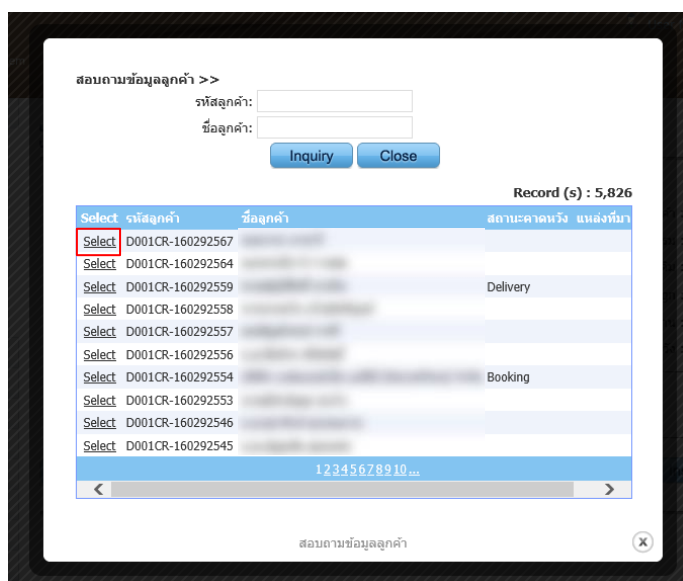 สอบถามข้อมูลลูกค้า >>
รหัสลูกค้า:
ชื่อลูกค้า:
Inquiry Close
Record (s) : 5,826
Select รหัสลูกค้า ชื่อลูกค้า สถานะคาดหวัง แหล่งที่มา
Select D001CR-160292567
Select D001CR-160292564
Select D001CR-160292559 Delivery
Select D001CR-160292558
Select D001CR-160292557
Select D001CR-160292556
Select D001CR-160292554 Booking
Select D001CR-160292553
Select D001CR-160292546
Select D001CR-160292545
12345678910...
สอบถามข้อมูลลูกค้า